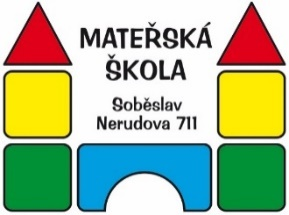 MATEŘSKÁ
ŠKOLA
Soběslav
Nerudova 711